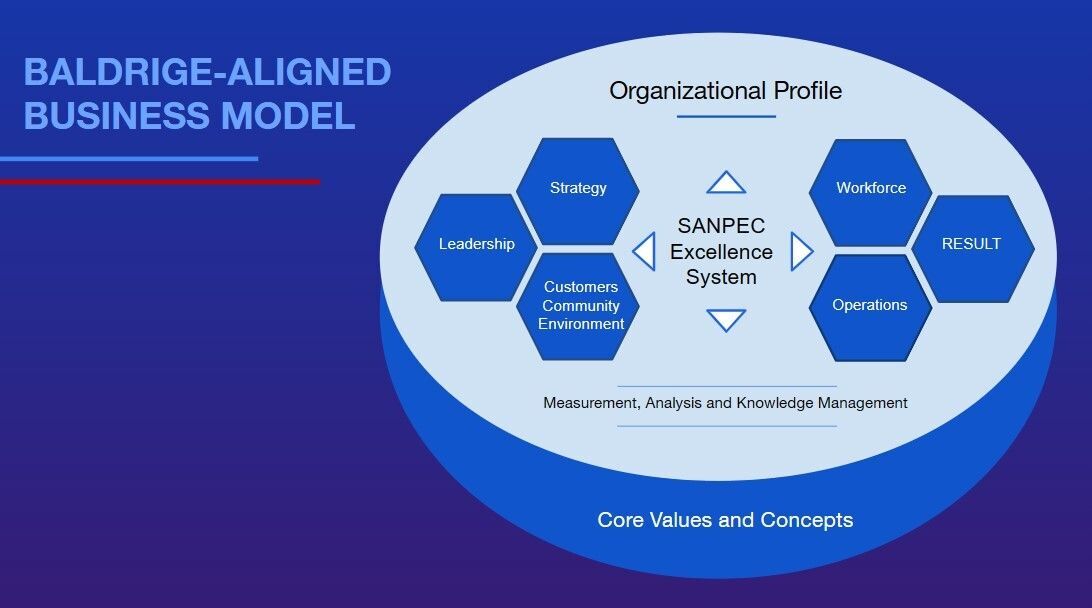 BALDRIGE-ALIGNED
BUSINESS MODEL
Organizational Profile
Strategy
Leadership
Customers
Community
Environment
SANPEC
Excellence
System
Workforce
RESULT
Operations
Measurement, Analysis and Knowledge Management
Core Values and Concepts